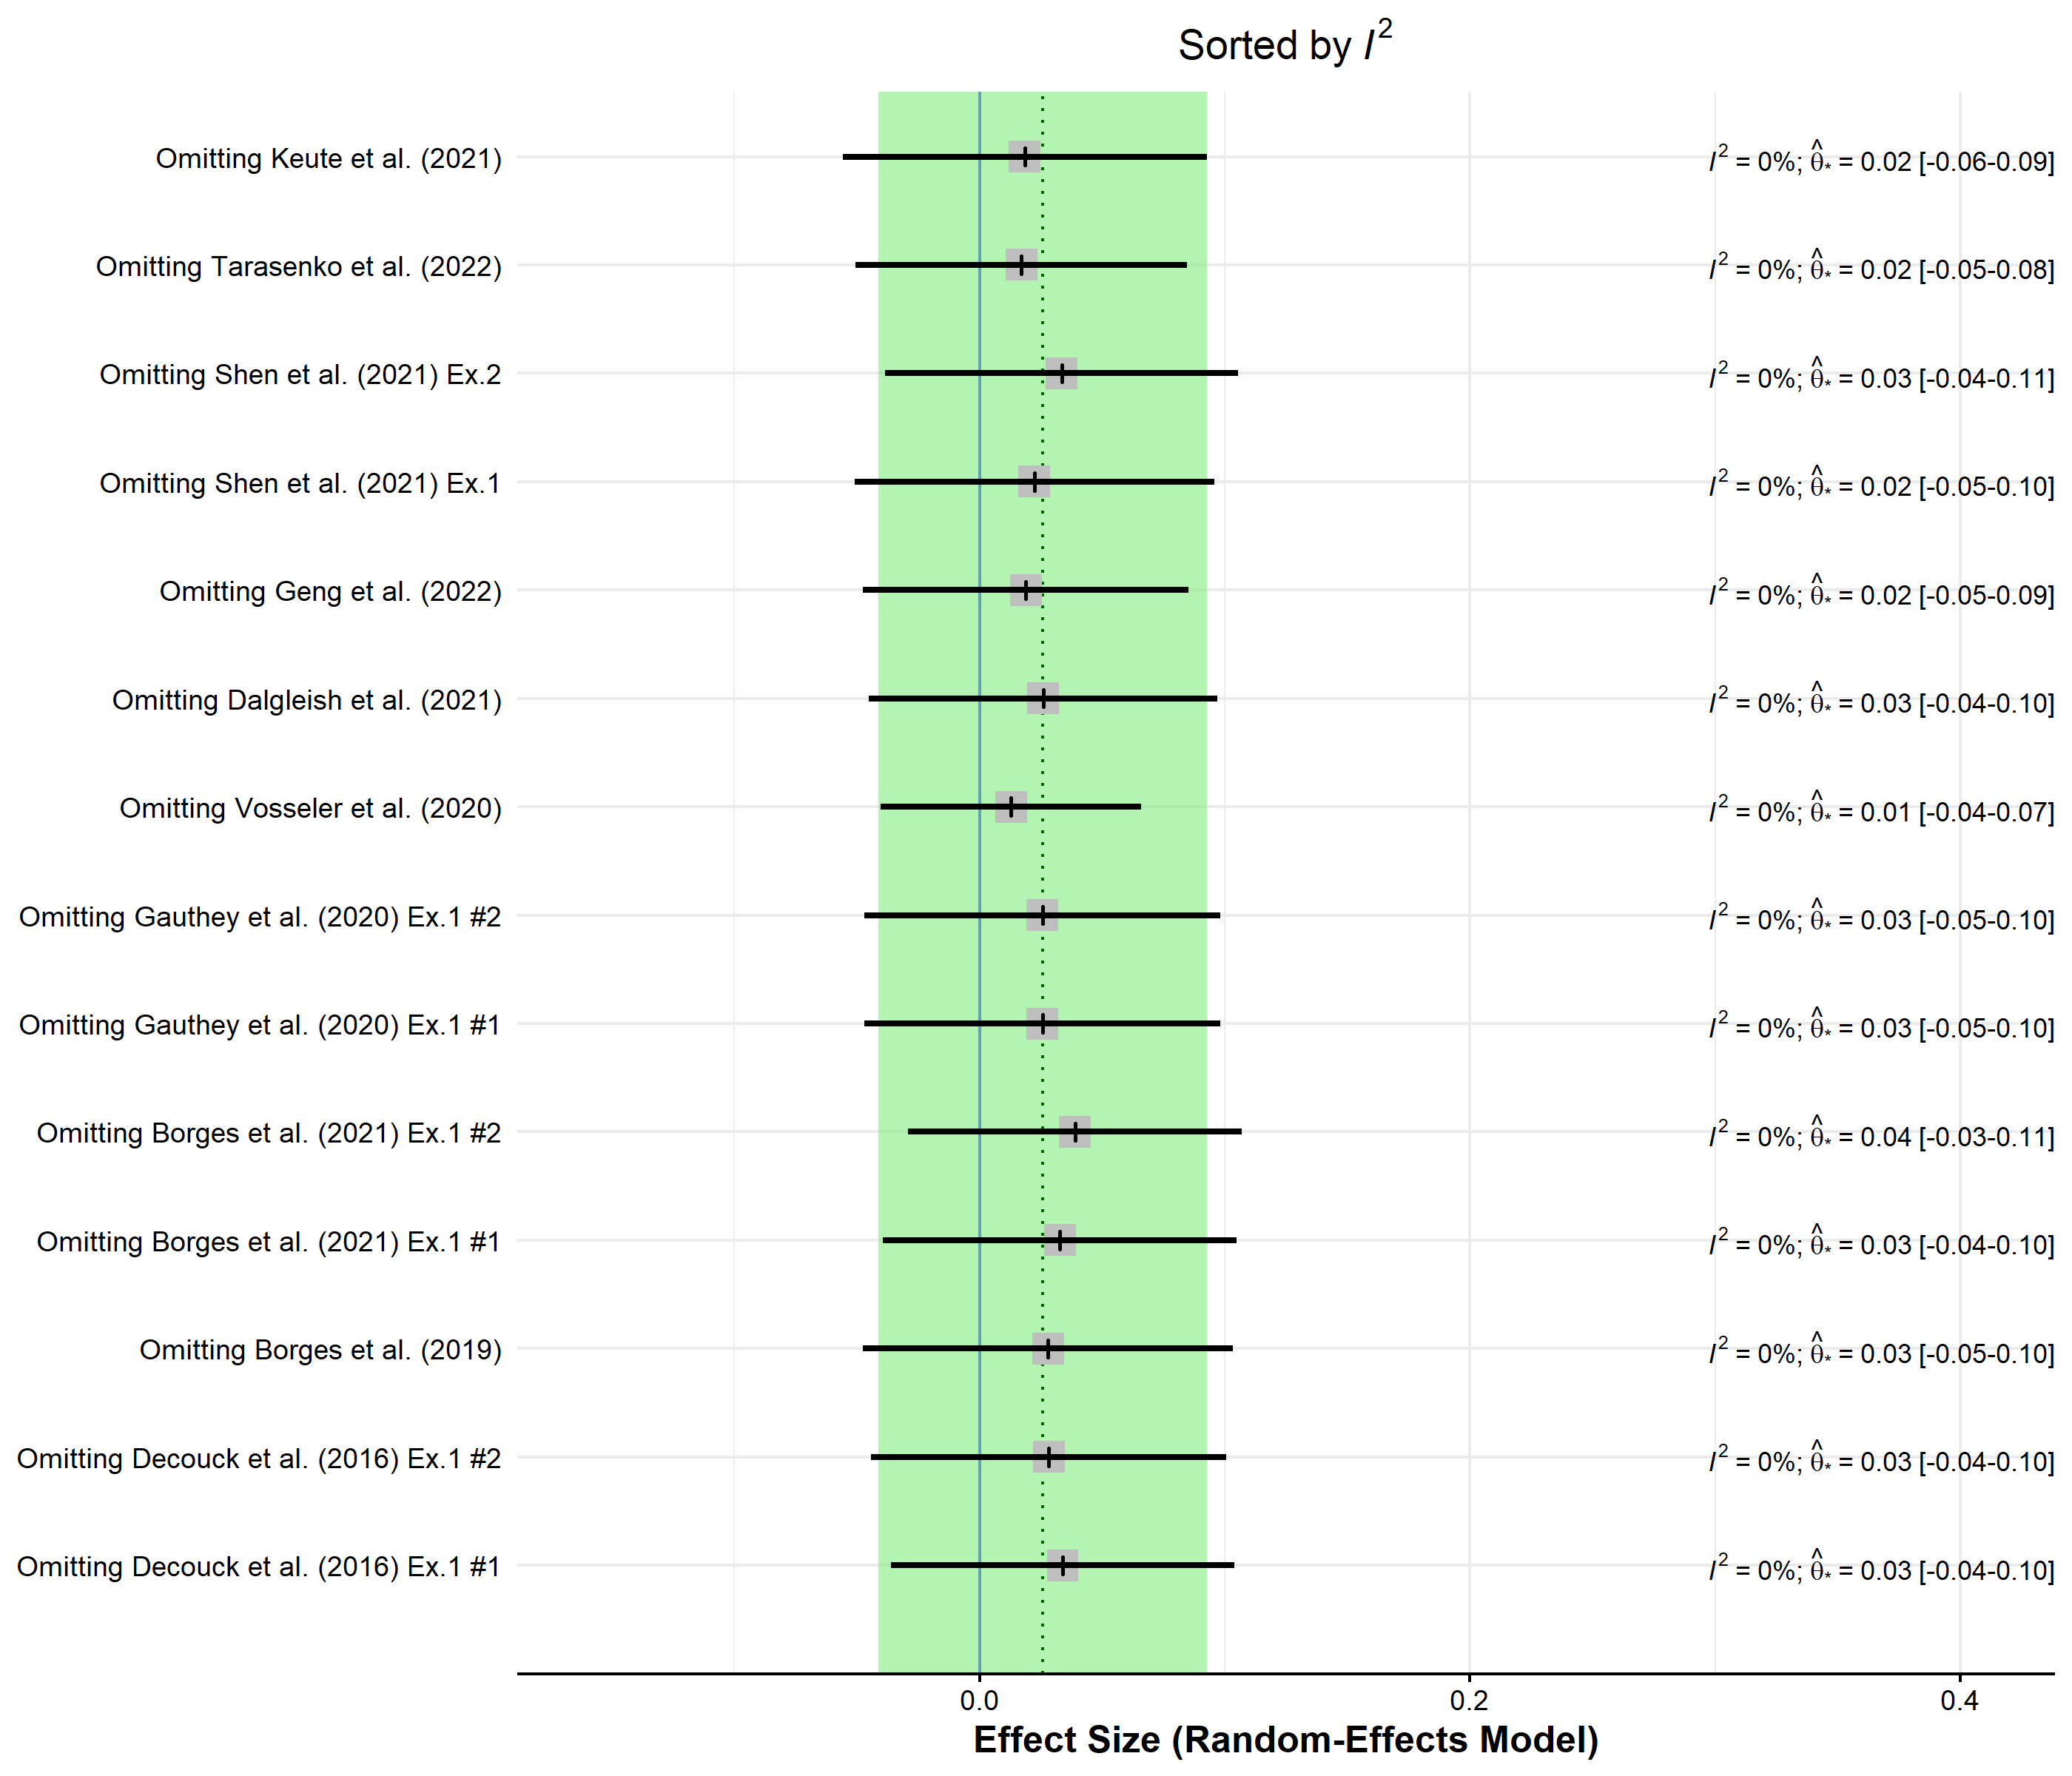 Sorted by I²
Omitting Keute et al. (2021) I² = 0%; θ̂* = 0.02 [-0.06-0.09]
Omitting Tarasenko et al. (2022) I² = 0%; θ̂* = 0.02 [-0.05-0.08]
Omitting Shen et al. (2021) Ex.2 I² = 0%; θ̂* = 0.03 [-0.04-0.11]
Omitting Shen et al. (2021) Ex.1 I² = 0%; θ̂* = 0.02 [-0.05-0.10]
Omitting Geng et al. (2022) I² = 0%; θ̂* = 0.02 [-0.05-0.09]
Omitting Dalgleish et al. (2021) I² = 0%; θ̂* = 0.03 [-0.04-0.10]
Omitting Vosseler et al. (2020) I² = 0%; θ̂* = 0.01 [-0.04-0.07]
Omitting Gauthey et al. (2020) Ex.1 #2 I² = 0%; θ̂* = 0.03 [-0.05-0.10]
Omitting Gauthey et al. (2020) Ex.1 #1 I² = 0%; θ̂* = 0.03 [-0.05-0.10]
Omitting Borges et al. (2021) Ex.1 #2 I² = 0%; θ̂* = 0.04 [-0.03-0.11]
Omitting Borges et al. (2021) Ex.1 #1 I² = 0%; θ̂* = 0.03 [-0.04-0.10]
Omitting Borges et al. (2019) I² = 0%; θ̂* = 0.03 [-0.05-0.10]
Omitting Decouck et al. (2016) Ex.1 #2 I² = 0%; θ̂* = 0.03 [-0.04-0.10]
Omitting Decouck et al. (2016) Ex.1 #1 I² = 0%; θ̂* = 0.03 [-0.04-0.10]
0.0 0.2 0.4
Effect Size (Random-Effects Model)